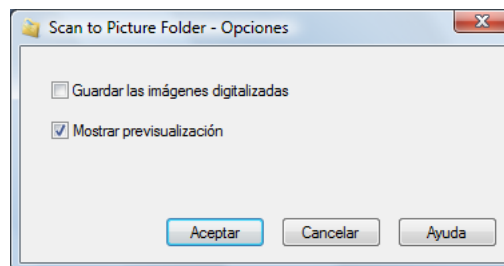 Scan to Picture Folder - Opciones
Guardar las imágenes digitalizadas
Mostrar previsualización
Aceptar Cancelar Ayuda